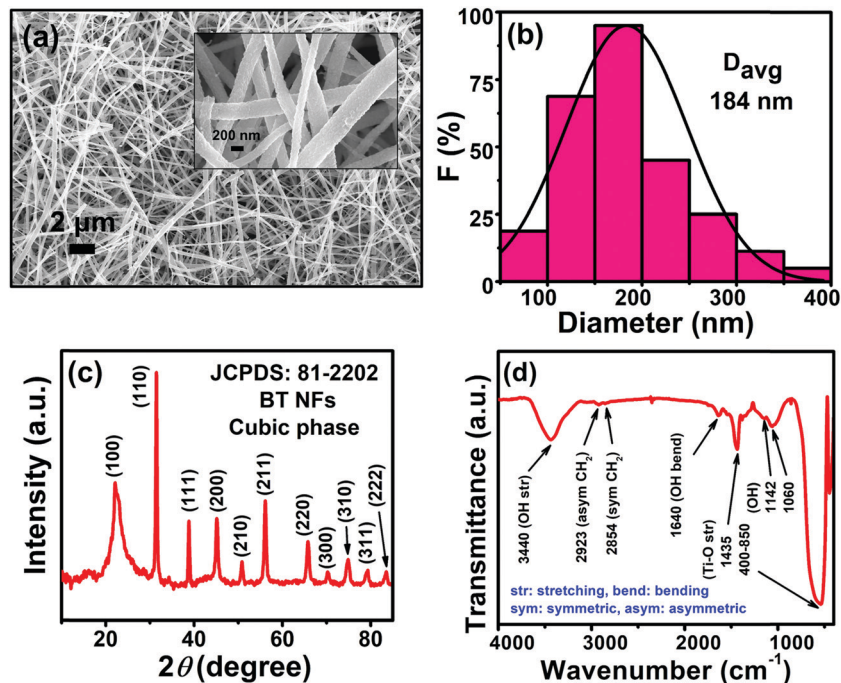 (a)
200 nm
2 µm
(b)
D_avg
184 nm
100
75
50
25
0
F (%)
100
200
300
400
Diameter (nm)
(c)
JCPDS: 81-2202
BT NFs
Cubic phase
(100)
(110)
(111)
(200)
(210)
(211)
(220)
(300)
(310)
(311)
(222)
Intensity (a.u.)
20
40
60
80
2θ (degree)
(d)
3440 (OH str)
2923 (asym CH₂)
2854 (sym CH₂)
1640 (OH bend)
(Ti-O str)
1435
400-850
(OH)
1142
1060
str: stretching, bend: bending
sym: symmetric, asym: asymmetric
Transmittance (a.u.)
4000
3000
2000
1000
Wavenumber (cm⁻¹)